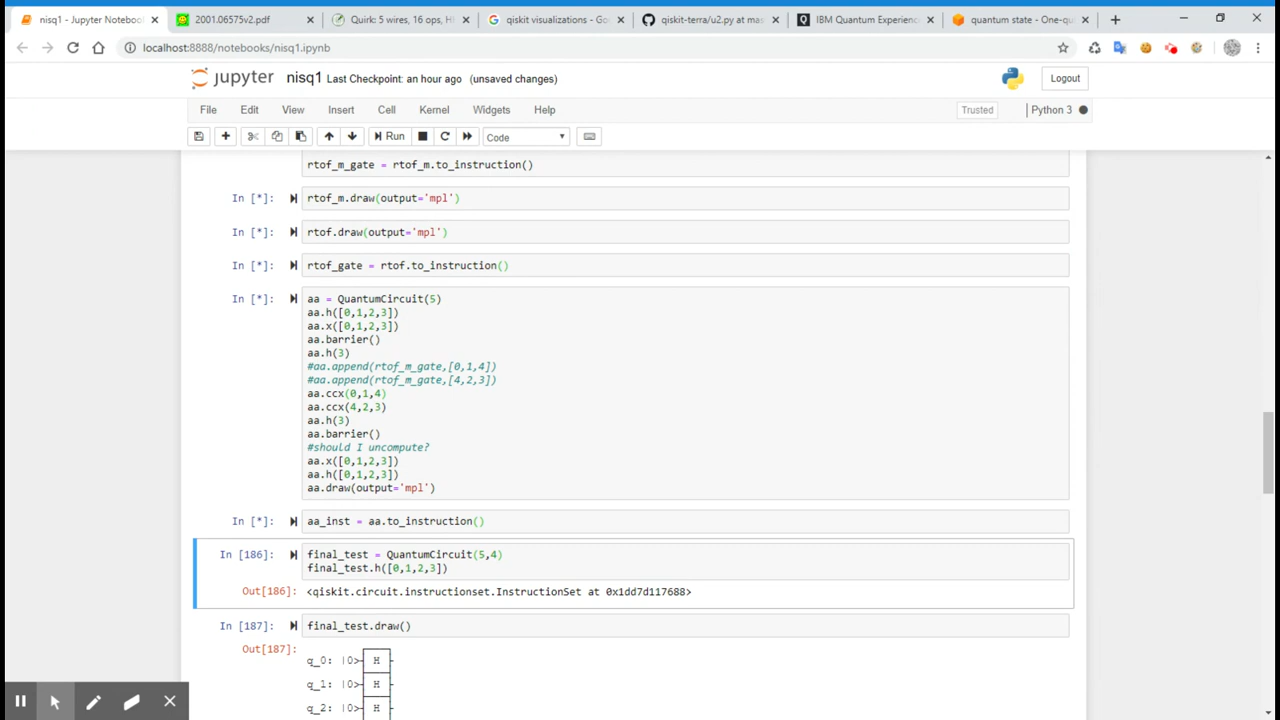 nisq1 - Jupyter Noteboo
2001.06575v2.pdf
Quirk: 5 wires, 16 ops, H(
qiskit visualizations - Goo
qiskit-terra/u2.py at mas
IBM Quantum Experienc
quantum state - One-qu
localhost:8888/notebooks/nisq1.ipynb
jupyter nisq1 Last Checkpoint: an hour ago (unsaved changes)
Logout
File Edit View Insert Cell Kernel Widgets Help
Trusted
Python 3
Run
Code
rtof_m_gate = rtof_m.to_instruction()
In [*]: rtof_m.draw(output='mpl')
In [*]: rtof.draw(output='mpl')
In [*]: rtof_gate = rtof.to_instruction()
In [*]: aa = QuantumCircuit(5)
aa.h([0,1,2,3])
aa.x([0,1,2,3])
aa.barrier()
aa.h(3)
#aa.append(rtof_m_gate,[0,1,4])
#aa.append(rtof_m_gate,[4,2,3])
aa.ccx(0,1,4)
aa.ccx(4,2,3)
aa.h(3)
aa.barrier()
#should I uncompute?
aa.x([0,1,2,3])
aa.h([0,1,2,3])
aa.draw(output='mpl')
In [*]: aa_inst = aa.to_instruction()
In [186]: final_test = QuantumCircuit(5,4)
final_test.h([0,1,2,3])
Out[186]: <qiskit.circuit.instructionset.InstructionSet at 0x1dd7d117688>
In [187]: final_test.draw()
Out[187]:
q_0: |0> H
q_1: |0> H
q_2: |0> H